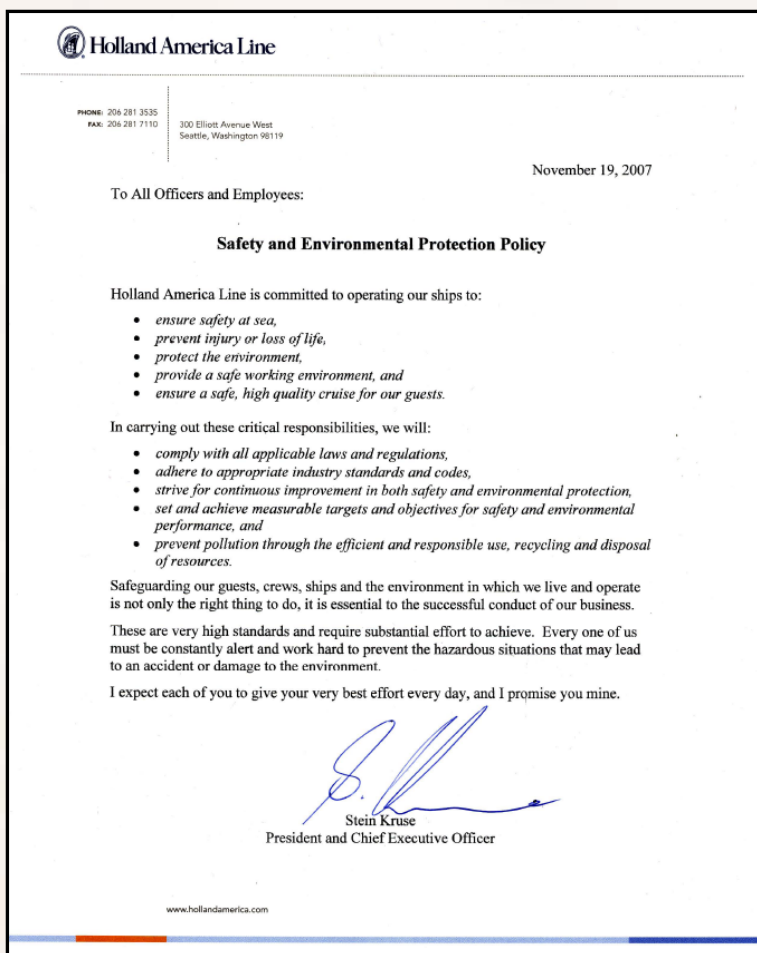 Holland America Line
PHONE: 206 281 3535
FAX: 206 281 7110
300 Elliott Avenue West
Seattle, Washington 98119
November 19, 2007
To All Officers and Employees:
Safety and Environmental Protection Policy
Holland America Line is committed to operating our ships to:
• ensure safety at sea,
• prevent injury or loss of life,
• protect the environment,
• provide a safe working environment, and
• ensure a safe, high quality cruise for our guests.
In carrying out these critical responsibilities, we will:
• comply with all applicable laws and regulations,
• adhere to appropriate industry standards and codes,
• strive for continuous improvement in both safety and environmental protection,
• set and achieve measurable targets and objectives for safety and environmental
performance, and
• prevent pollution through the efficient and responsible use, recycling and disposal
of resources.
Safeguarding our guests, crews, ships and the environment in which we live and operate
is not only the right thing to do, it is essential to the successful conduct of our business.
These are very high standards and require substantial effort to achieve. Every one of us
must be constantly alert and work hard to prevent the hazardous situations that may lead
to an accident or damage to the environment.
I expect each of you to give your very best effort every day, and I promise you mine.
Stein Kruse
President and Chief Executive Officer
www.hollandamerica.com